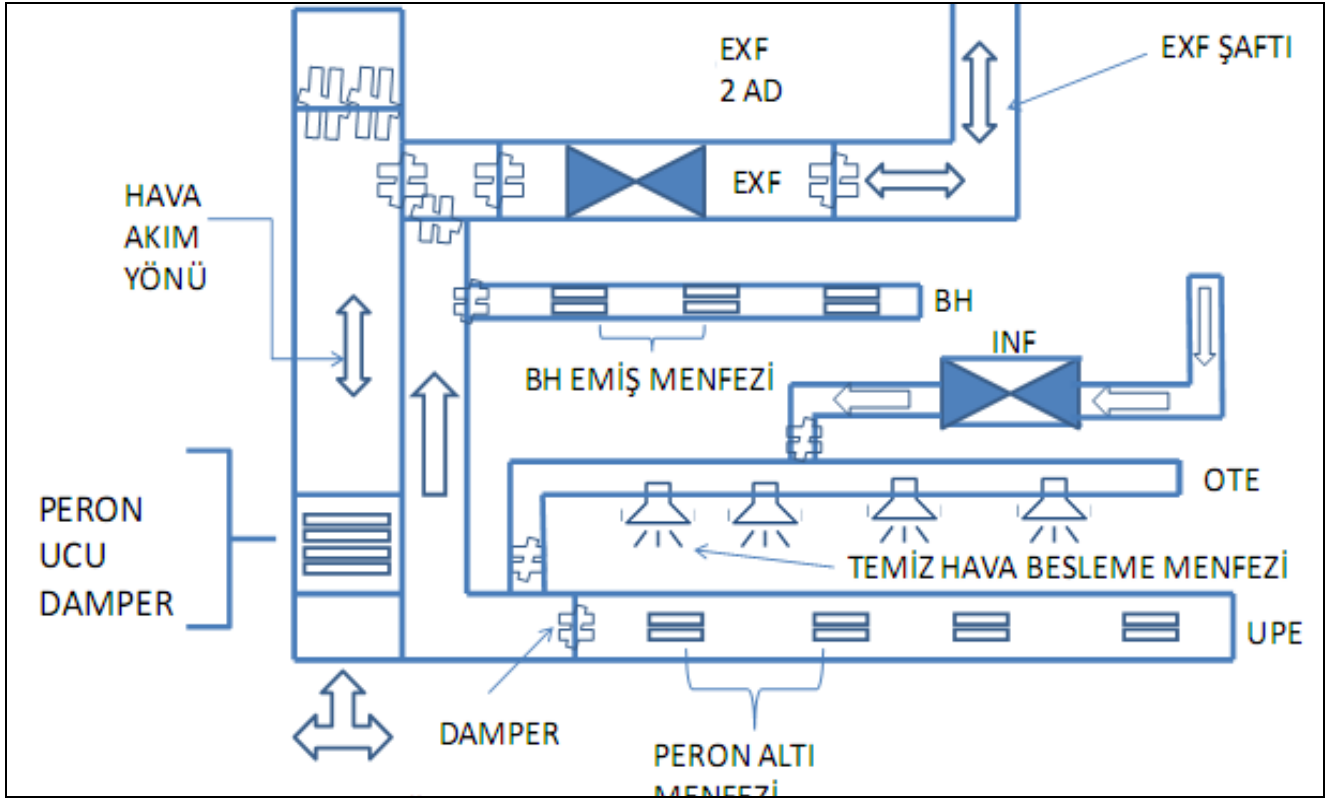 EXF
2 AD
EXF ŞAFTI
EXF
HAVA
AKIM
YÖNÜ
BH
INF
BH EMİŞ MENFEZİ
OTE
PERON
UCU
DAMPER
TEMİZ HAVA BESLEME MENFEZİ
UPE
DAMPER
PERON ALTI
MENFEZİ